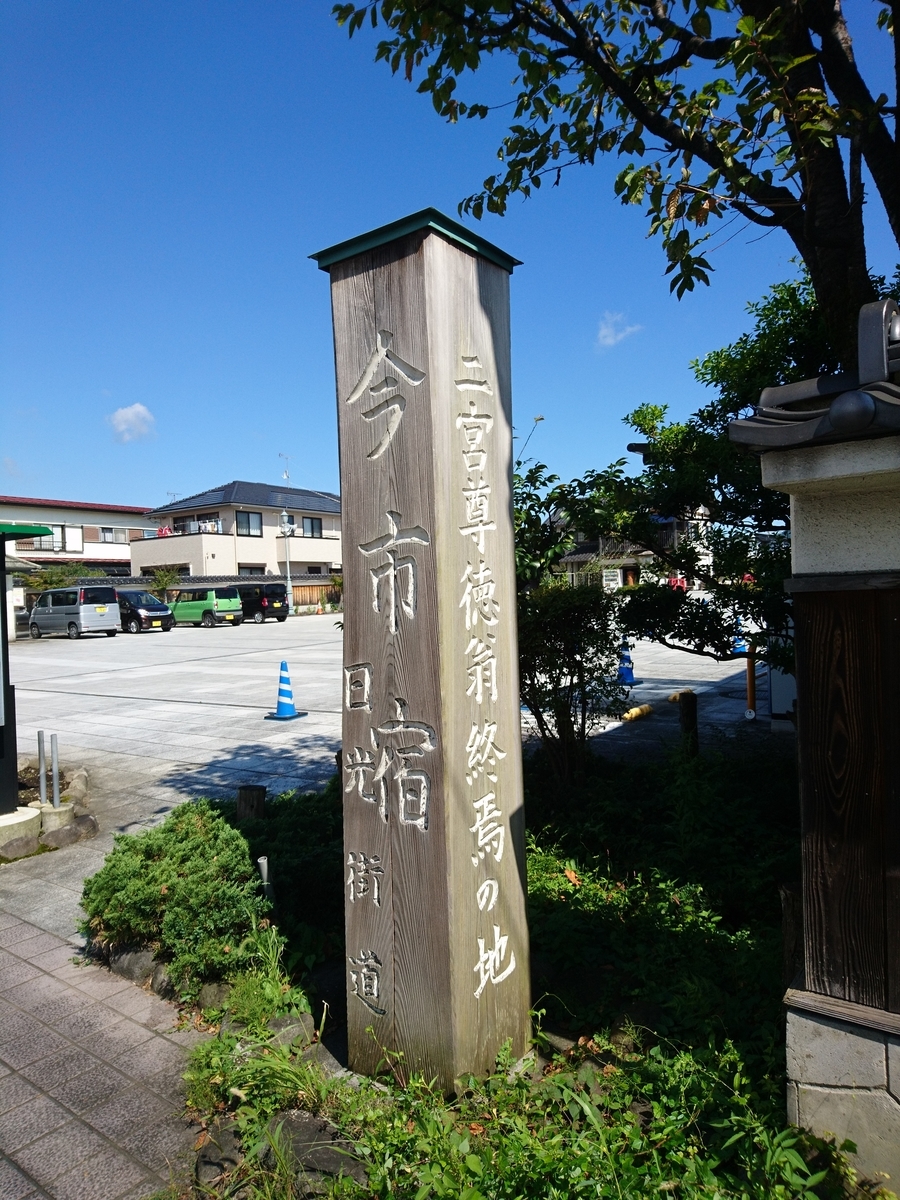 今市宿
日光街道
二宮尊徳翁終焉の地